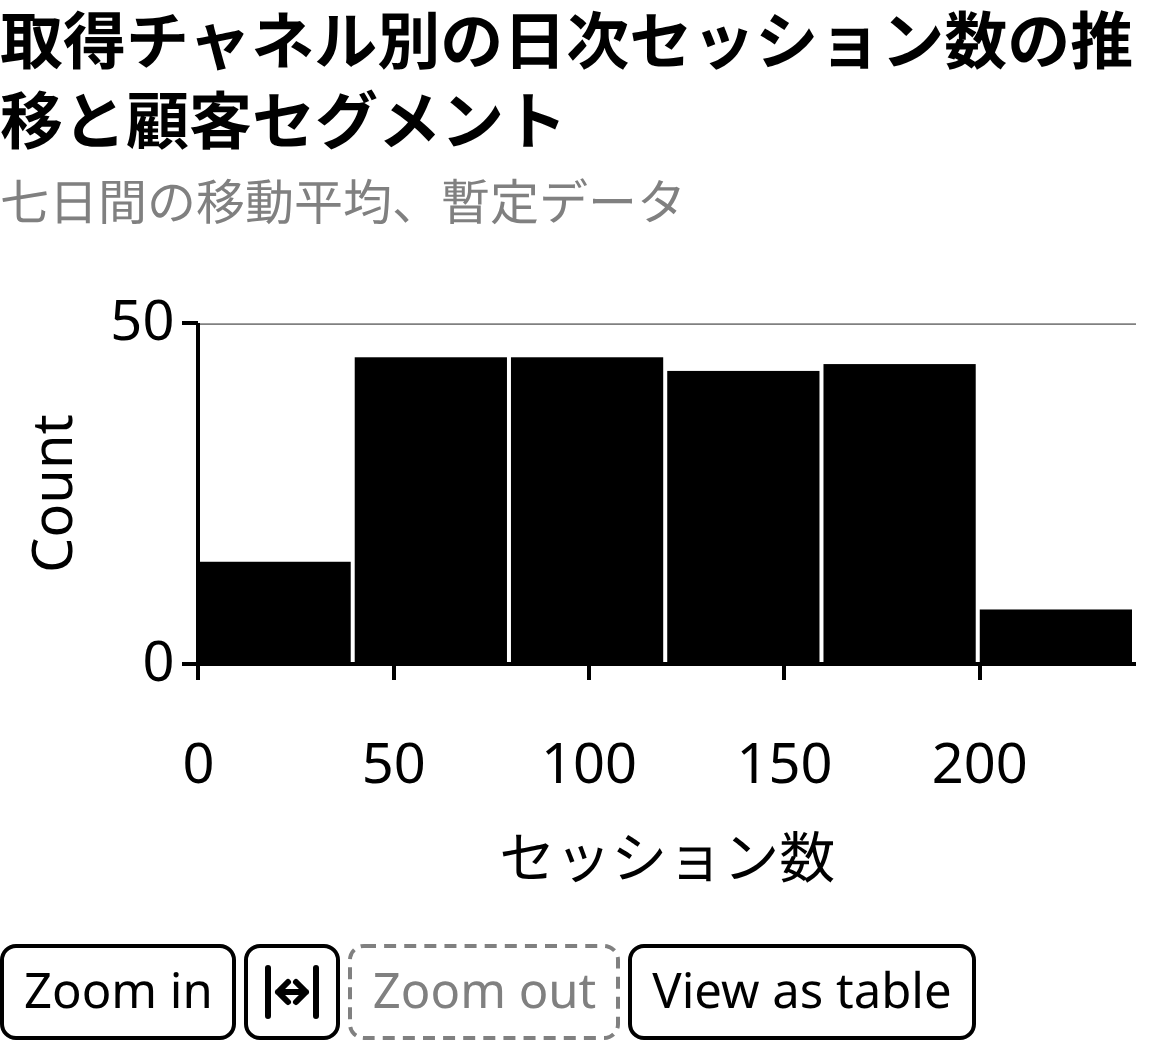 取得チャネル別の日次セッション数の推
移と顧客セグメント
七日間の移動平均、暫定データ
50
Count
0
0 50 100 150 200
セッション数
Zoom in Zoom out View as table